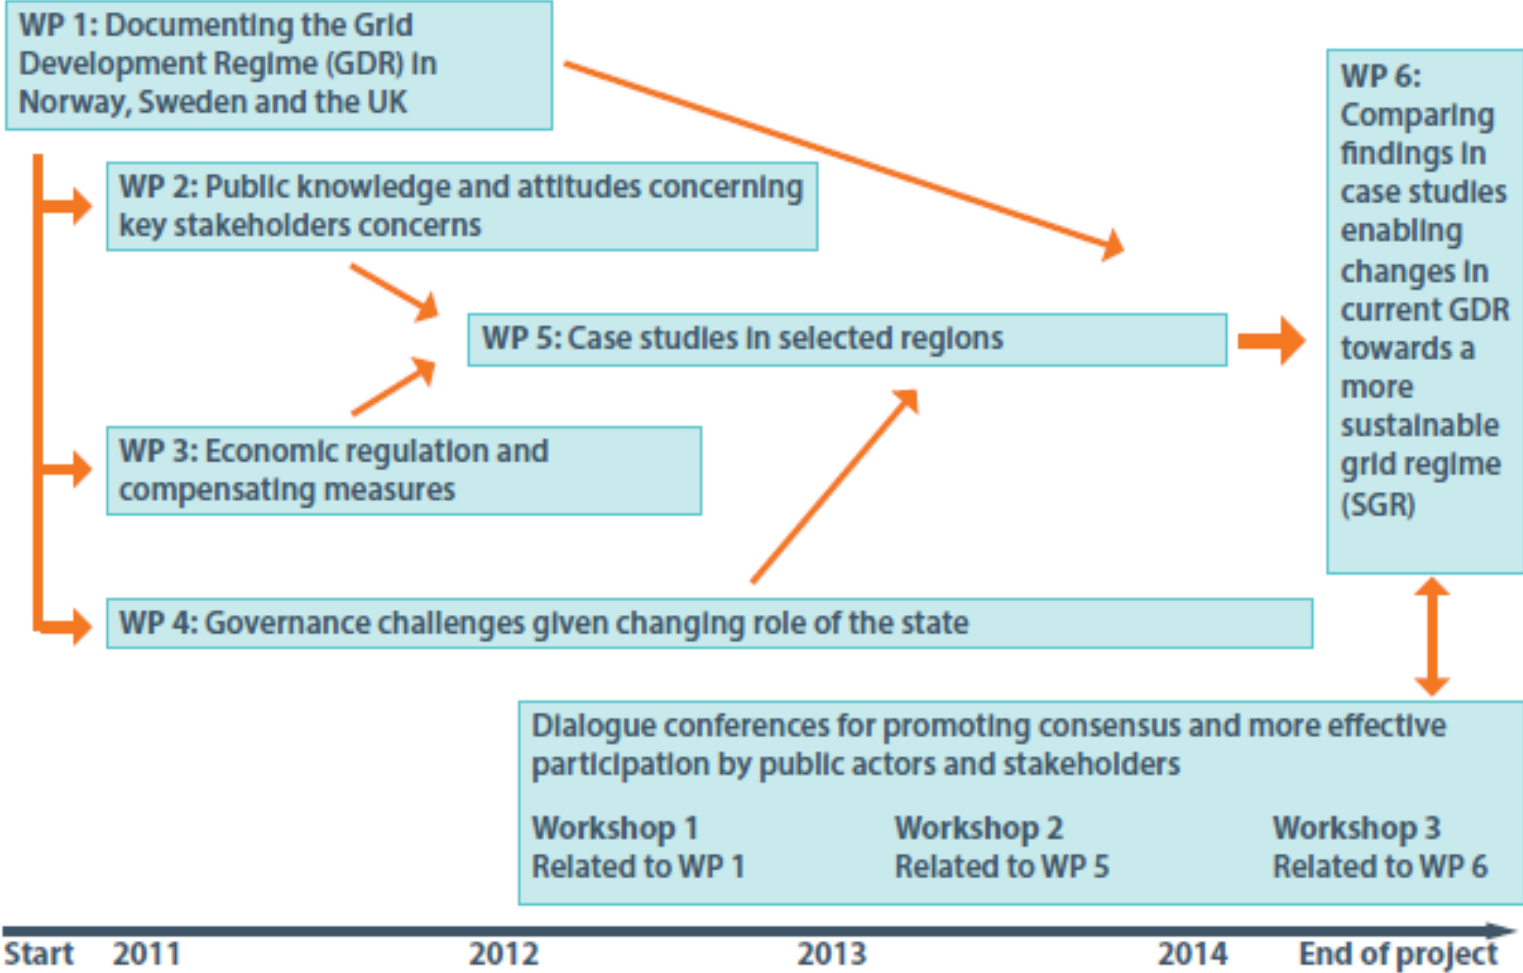 WP 1: Documenting the Grid
Development Regime (GDR) in
Norway, Sweden and the UK
WP 2: Public knowledge and attitudes concerning
key stakeholders concerns
WP 5: Case studies in selected regions
WP 3: Economic regulation and
compensating measures
WP 4: Governance challenges given changing role of the state
WP 6:
Comparing
findings in
case studies
enabling
changes in
current GDR
towards a
more
sustainable
grid regime
(SGR)
Dialogue conferences for promoting consensus and more effective
participation by public actors and stakeholders
Workshop 1
Related to WP 1
Workshop 2
Related to WP 5
Workshop 3
Related to WP 6
Start 2011 2012 2013 2014 End of project